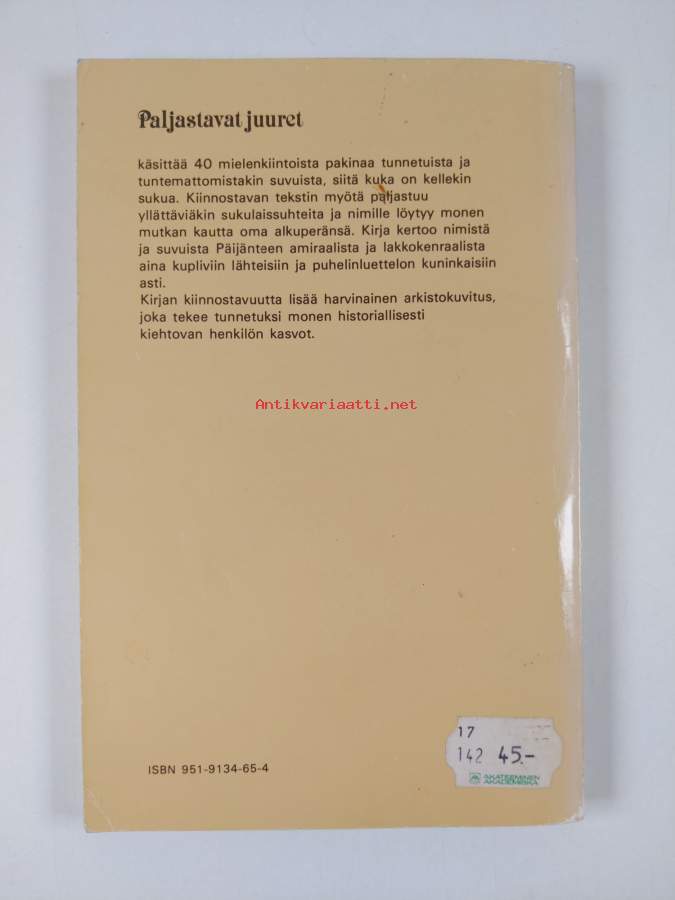 Paljastavat juuret
käsittää 40 mielenkiintoista pakinaa tunnetuista ja
tuntemattomistakin suvuista, siitä kuka on kellekin
sukua. Kiinnostavan tekstin myötä paljastuu
yllättäviäkin sukulaissuhteita ja nimille löytyy monen
mutkan kautta oma alkuperänsä. Kirja kertoo nimistä
ja suvuista Päijänteen amiraalista ja lakkokenraalista
aina kupliviin lähteisiin ja puhelinluettelon kuninkaisiin
asti.
Kirjan kiinnostavuutta lisää harvinainen arkistokuvitus,
joka tekee tunnetuksi monen historiallisesti
kiehtovan henkilön kasvot.
Antikvariaatti.net
17
142 45.-
AKATEEMINEN
AKADEMISKA
ISBN 951-9134-65-4